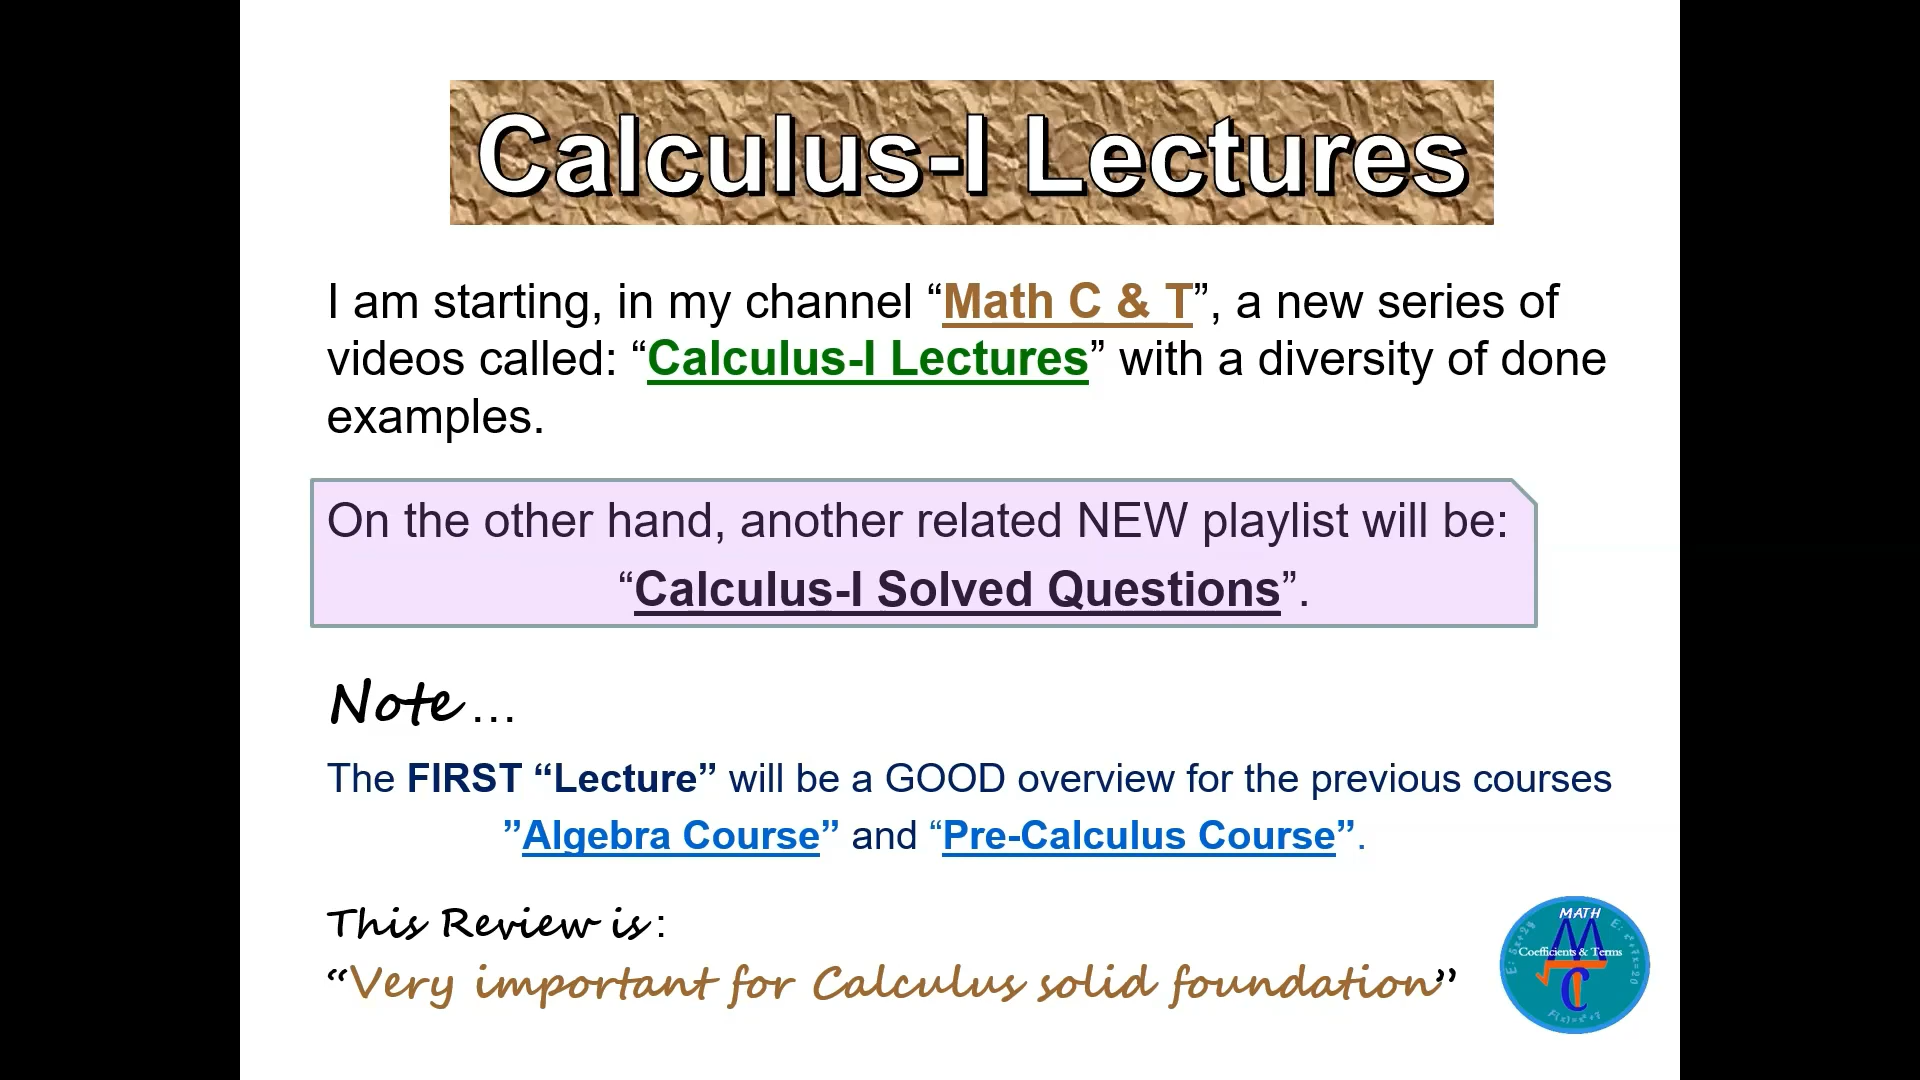 Calculus-I Lectures
I am starting, in my channel “Math C & T”, a new series of
videos called: “Calculus-I Lectures” with a diversity of done
examples.
On the other hand, another related NEW playlist will be:
“Calculus-I Solved Questions”.
Note ...
The FIRST “Lecture” will be a GOOD overview for the previous courses
”Algebra Course” and “Pre-Calculus Course”.
This Review is:
“Very important for Calculus solid foundation”
MATH
Coefficients & Terms